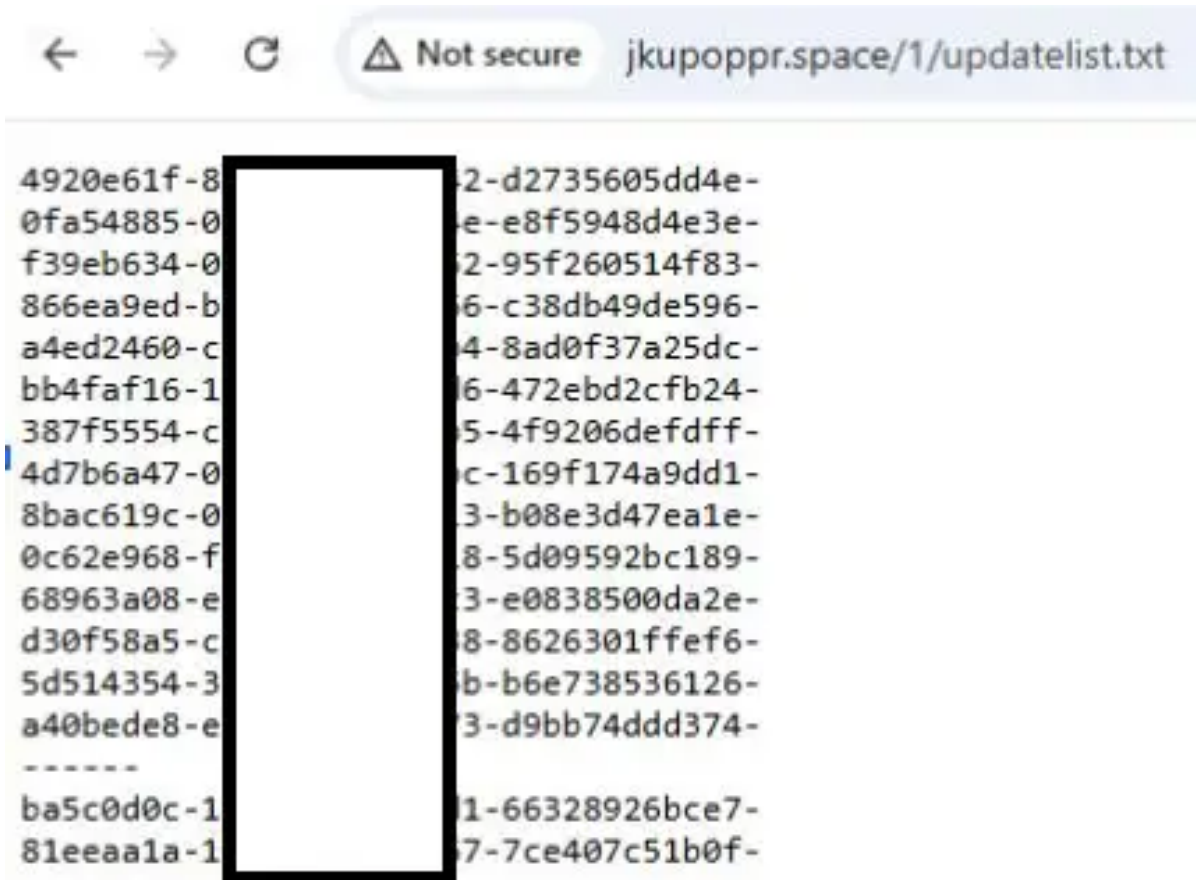 Not secure jkupoppr.space/1/updatelist.txt
4920e61f-8 2-d2735605dd4e-
0fa54885-0 e-e8f5948d4e3e-
f39eb634-0 2-95f260514f83-
866ea9ed-b 6-c38db49de596-
a4ed2460-c 4-8ad0f37a25dc-
bb4faf16-1 6-472ebd2cfb24-
387f5554-c 5-4f9206defdff-
4d7b6a47-0 c-169f174a9dd1-
8bac619c-0 3-b08e3d47ea1e-
0c62e968-f 8-5d09592bc189-
68963a08-e 3-e0838500da2e-
d30f58a5-c 8-8626301ffef6-
5d514354-3 b-b6e738536126-
a40bede8-e 3-d9bb74ddd374-
------
ba5c0d0c-1 1-66328926bce7-
81eeaa1a-1 7-7ce407c51b0f-